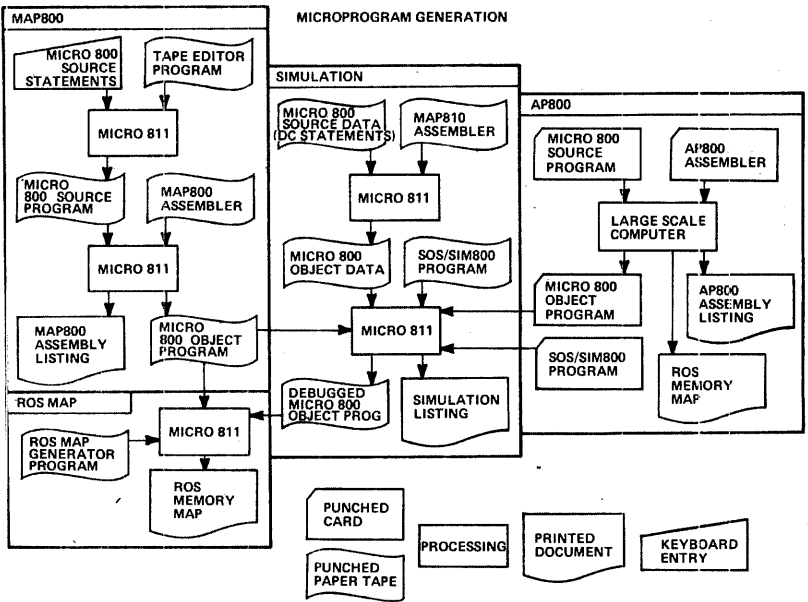 MAP800
MICROPROGRAM GENERATION
MICRO 800
SOURCE
STATEMENTS
TAPE EDITOR
PROGRAM
MICRO 811
MICRO
800 SOURCE
PROGRAM
MAP800
ASSEMBLER
MICRO 811
MAP800
ASSEMBLY
LISTING
MICRO
800 OBJECT
PROGRAM
ROS MAP
ROS MAP
GENERATOR
PROGRAM
MICRO 811
ROS
MEMORY
MAP
SIMULATION
MICRO 800
SOURCE DATA
(DC STATEMENTS)
MAP810
ASSEMBLER
MICRO 811
MICRO 800
OBJECT DATA
SOS/SIM800
PROGRAM
MICRO 811
DEBUGGED
MICRO 800
OBJECT PROG
SIMULATION
LISTING
AP800
MICRO 800
SOURCE
PROGRAM
AP800
ASSEMBLER
LARGE SCALE
COMPUTER
MICRO 800
OBJECT
PROGRAM
AP800
ASSEMBLY
LISTING
SOS/SIM800
PROGRAM
ROS
MEMORY
MAP
PUNCHED
CARD
PUNCHED
PAPER TAPE
PROCESSING
PRINTED
DOCUMENT
KEYBOARD
ENTRY